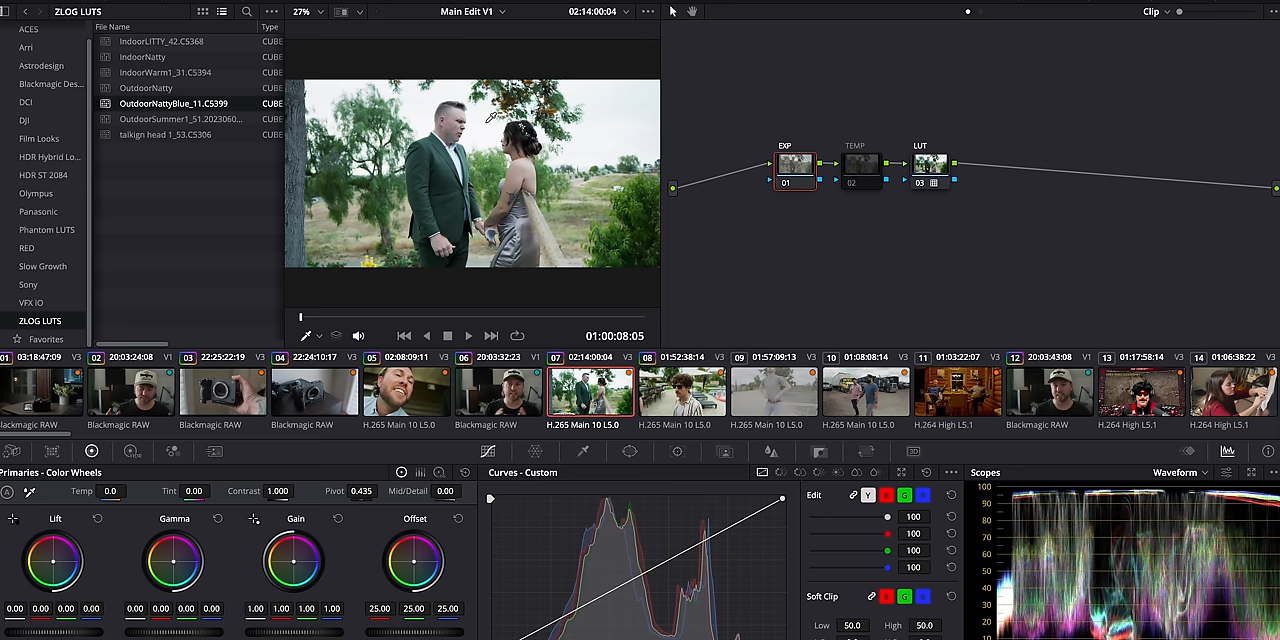 ZLOG LUTS
27%
Main Edit V1
02:14:00:04
Clip
File Name
Type
ACES
Arri
Astrodesign
Blackmagic Des...
DCI
DJI
Film Looks
HDR Hybrid Lo...
HDR ST 2084
Olympus
Panasonic
Phantom LUTS
RED
Slow Growth
Sony
VFX IO
ZLOG LUTS
Favorites
IndoorLITTY_42.C5368 CUBE
IndoorNatty CUBE
IndoorWarm1_31.C5394 CUBE
OutdoorNatty CUBE
OutdoorNattyBlue_11.C5399 CUBE
OutdoorSummer1_51.2023060... CUBE
talkign head 1_53.C5306 CUBE
01:00:08:05
EXP
TEMP
LUT
01
02
03
01 03:18:47:09 V3
02 20:03:24:08 V1
03 22:25:22:19 V3
04 22:24:10:17 V3
05 02:08:09:11 V3
06 20:03:32:23 V1
07 02:14:00:04 V3
08 01:52:38:14 V3
09 01:57:09:13 V3
10 01:08:08:14 V3
11 01:03:22:07 V3
12 20:03:43:08 V1
13 01:17:58:14 V3
14 01:06:38:22 V3
lackmagic RAW
Blackmagic RAW
Blackmagic RAW
Blackmagic RAW
H.265 Main 10 L5.0
Blackmagic RAW
H.265 Main 10 L5.0
H.265 Main 10 L5.0
H.265 Main 10 L5.0
H.265 Main 10 L5.0
H.264 High L5.1
Blackmagic RAW
H.264 High L5.1
H.264 High L5.1
HDR
3D
Primaries - Color Wheels
A
Temp 0.0
Tint 0.00
Contrast 1.000
Pivot 0.435
Mid/Detail 0.00
Lift
Gamma
Gain
Offset
0.00 0.00 0.00 0.00
0.00 0.00 0.00 0.00
1.00 1.00 1.00 1.00
25.00 25.00 25.00
Curves - Custom
Edit
Y
G
100
100
100
100
Soft Clip
G
Low 50.0
High 50.0
Scopes
Waveform
100
90
80
70
60
50
40
30
20
10